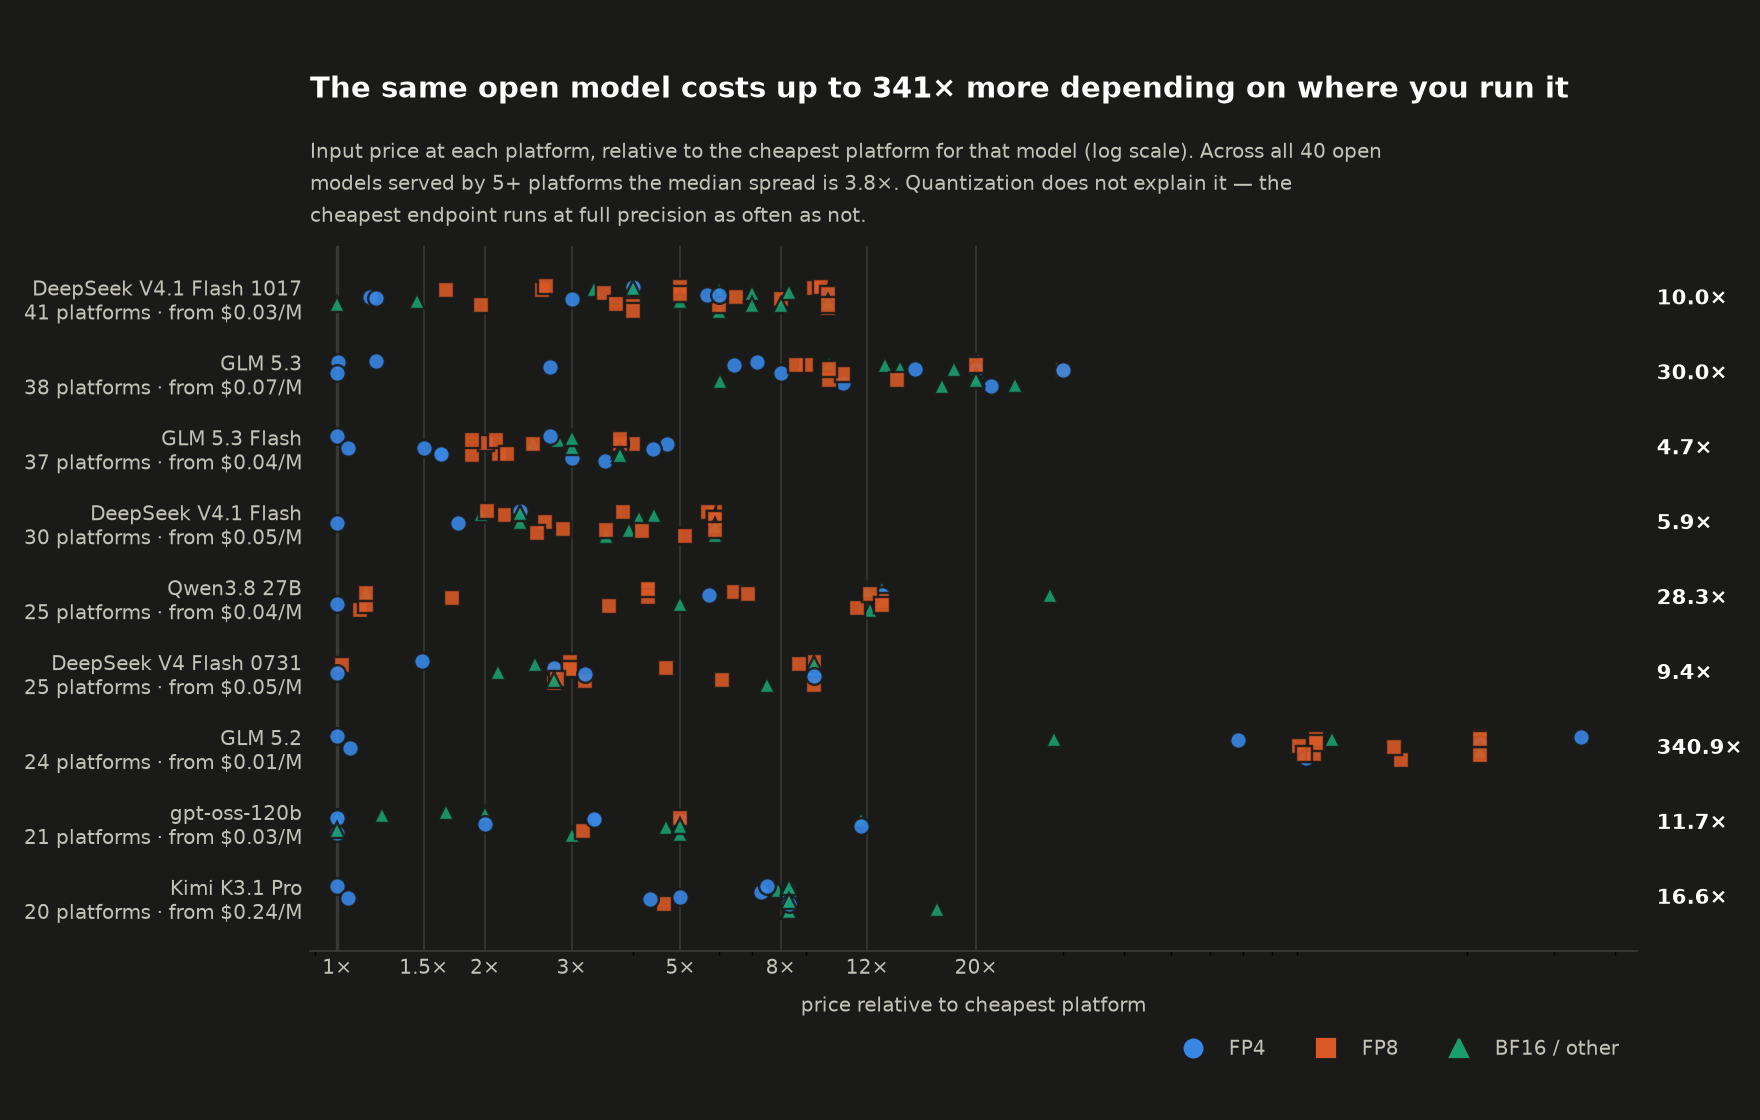 The same open model costs up to 341× more depending on where you run it
Input price at each platform, relative to the cheapest platform for that model (log scale). Across all 40 open
models served by 5+ platforms the median spread is 3.8×. Quantization does not explain it — the
cheapest endpoint runs at full precision as often as not.
DeepSeek V4.1 Flash 1017
41 platforms · from $0.03/M
10.0×
GLM 5.3
38 platforms · from $0.07/M
30.0×
GLM 5.3 Flash
37 platforms · from $0.04/M
4.7×
DeepSeek V4.1 Flash
30 platforms · from $0.05/M
5.9×
Qwen3.8 27B
25 platforms · from $0.04/M
28.3×
DeepSeek V4 Flash 0731
25 platforms · from $0.05/M
9.4×
GLM 5.2
24 platforms · from $0.01/M
340.9×
gpt-oss-120b
21 platforms · from $0.03/M
11.7×
Kimi K3.1 Pro
20 platforms · from $0.24/M
16.6×
1× 1.5× 2× 3× 5× 8× 12× 20×
price relative to cheapest platform
FP4 FP8 BF16 / other